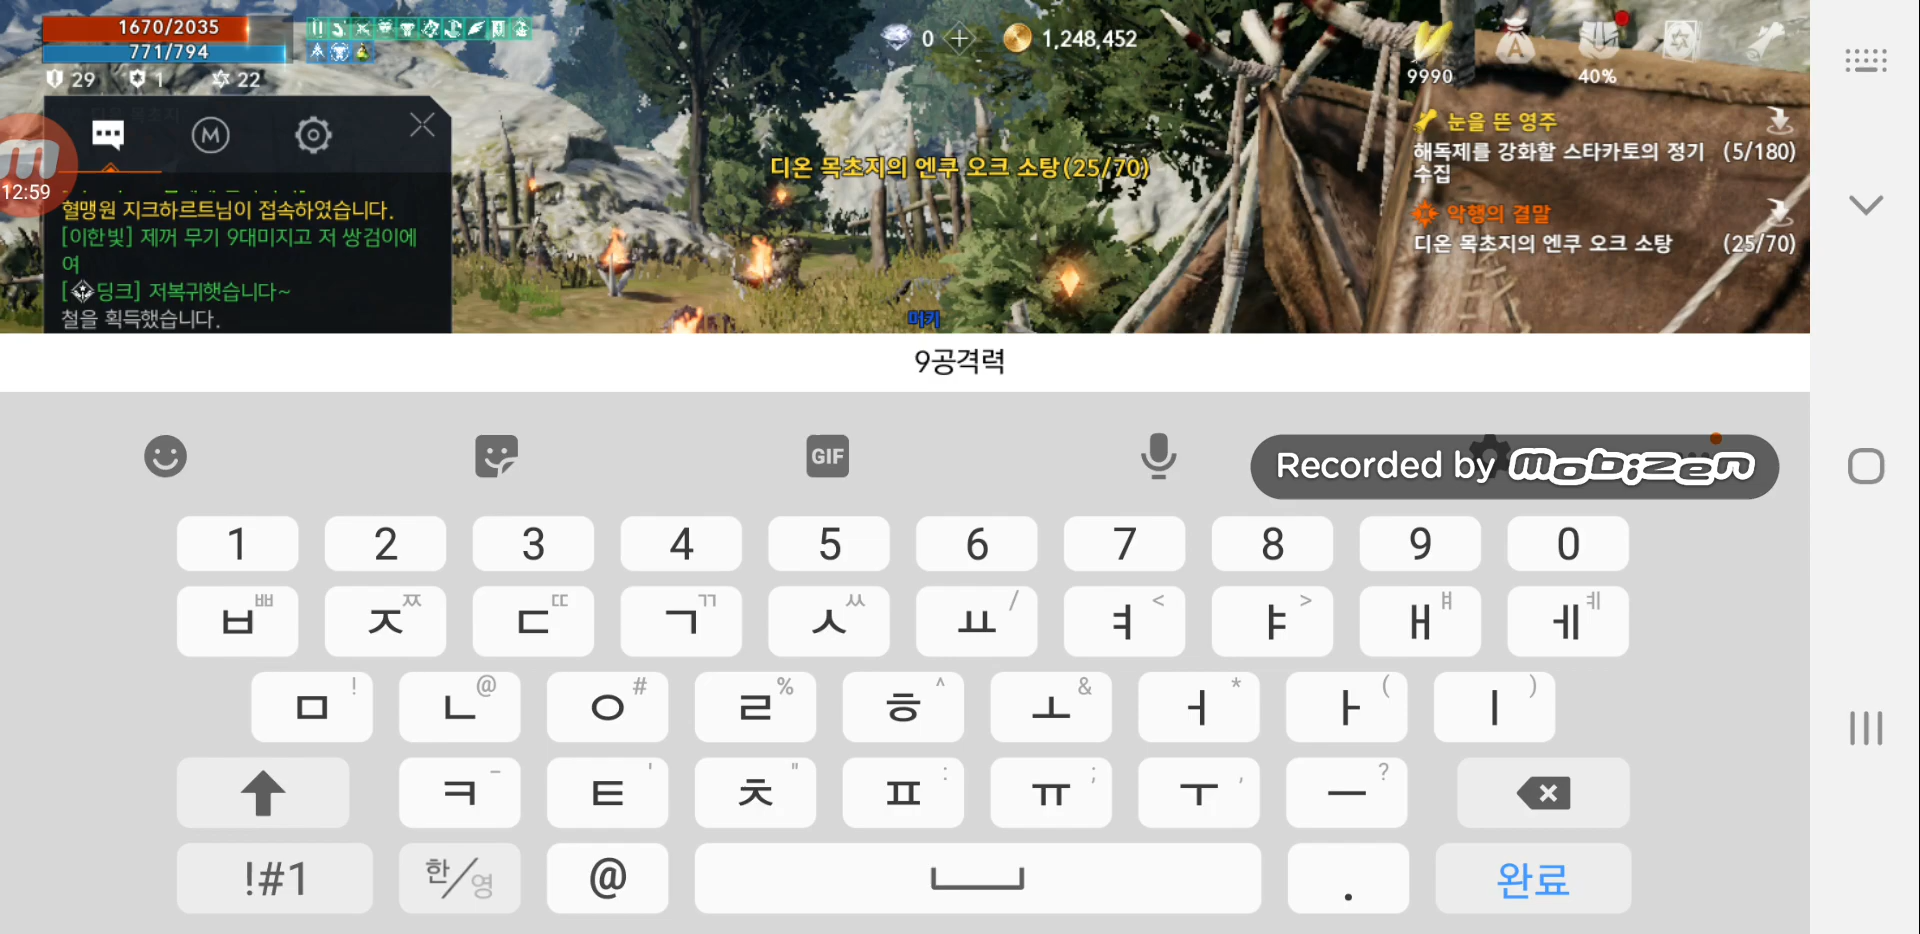 1670/2035
771/794
29 1 22
0 1,248,452
9990
40%
M
12:59
혈맹원 지크하르트님이 접속하였습니다.
[이한빛] 제꺼 무기 9대미지고 저 쌍검이에
여
[딩크] 저복귀햇습니다~
철을 획득했습니다.
디온 목초지의 엔쿠 오크 소탕(25/70)
눈을 뜬 영주
해독제를 강화할 스타카토의 정기 (5/180)
수집
악행의 결말
디온 목초지의 엔쿠 오크 소탕 (25/70)
머키
9공격력
GIF
Recorded by mobizen
1 2 3 4 5 6 7 8 9 0
ㅂ ㅃ ㅈ ㅉ ㄷ ㄸ ㄱ ㄲ ㅅ ㅆ ㅛ / ㅕ < ㅑ > ㅐ ㅒ ㅔ ㅖ
ㅁ ! ㄴ @ ㅇ # ㄹ % ㅎ ^ ㅗ & ㅓ * ㅏ ( ㅣ )
ㅋ - ㅌ ' ㅊ " ㅍ : ㅠ ; ㅜ , ㅡ ?
!#1 한/영 @ . 완료